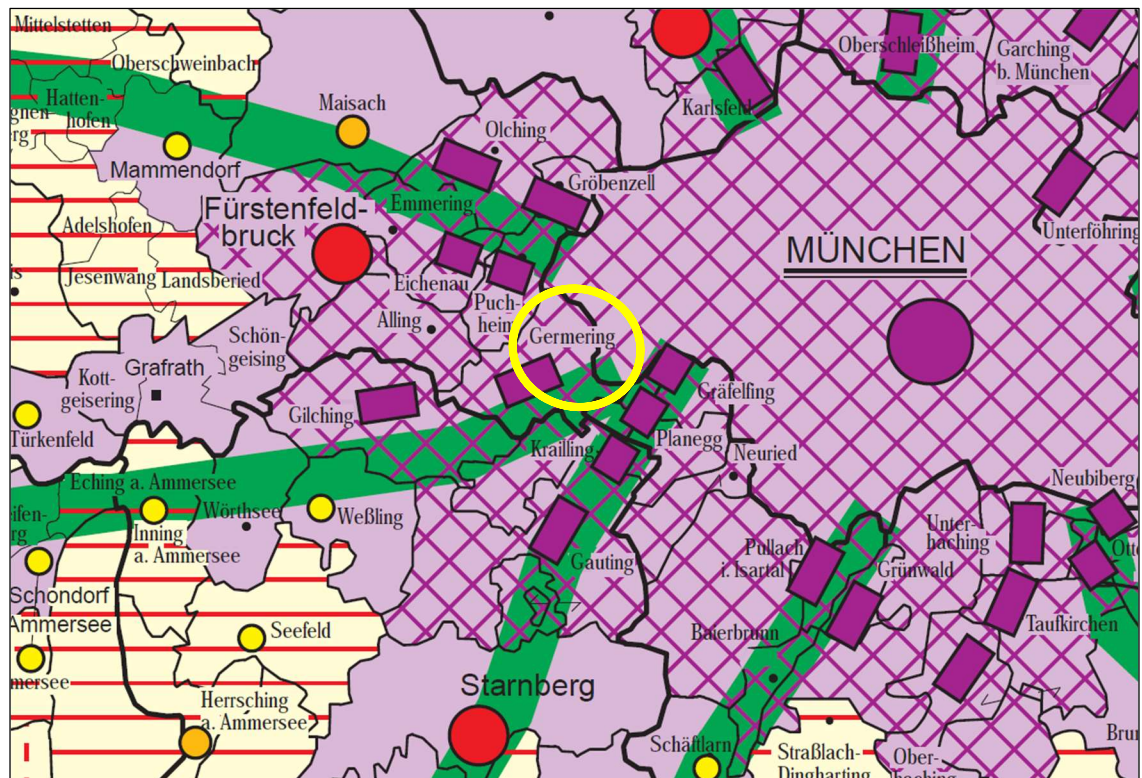 Mittelstetten
Oberschweinbach
Hatten-
hofen
Maisach
Mammendorf
Olching
Karlsfeld
Oberschleißheim
Garching
b. München
Gröbenzell
Emmering
Fürstenfeld-
bruck
Adelshofen
Jesenwang
Landsberied
Unterföhring
MÜNCHEN
Eichenau
Puch-
heim
Alling
Germering
Schön-
geising
Grafrath
Kott-
geisering
Türkenfeld
Gilching
Gräfelfing
Krailling
Planegg
Neuried
Neubiberg
Eching a. Ammersee
Wörthsee
Weßling
Inning
a. Ammersee
Unter-
haching
Pullach
i. Isartal
Grünwald
Gauting
Schondorf
Ammersee
Seefeld
Baierbrunn
Taufkirchen
Herrsching
a. Ammersee
Starnberg
Schäftlarn
Straßlach-
Dingharting
Ober-
haching